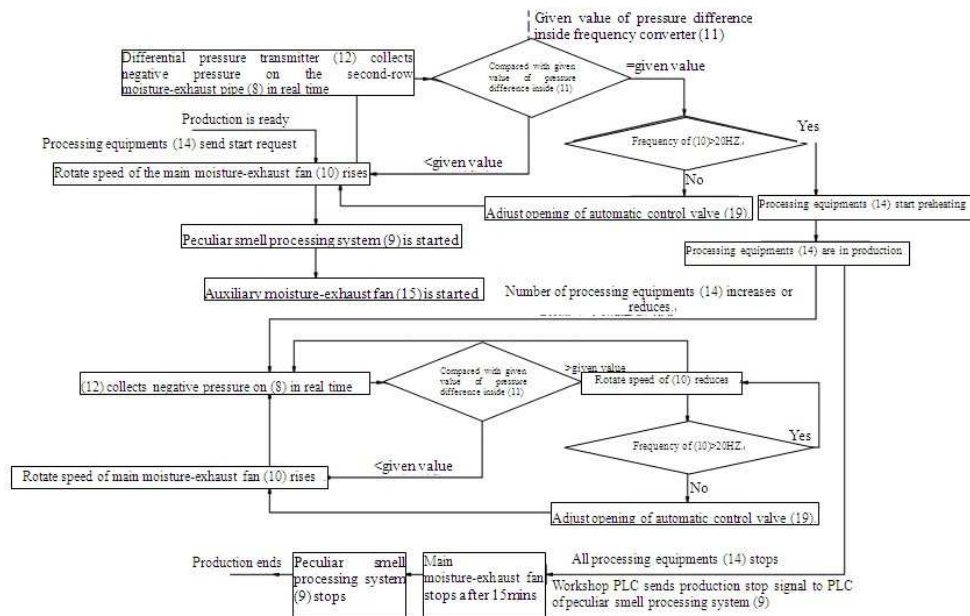 Given value of pressure difference
inside frequency converter (11)
Differential pressure transmitter (12) collects
negative pressure on the second-row
moisture-exhaust pipe (8) in real time
Compared with given
value of pressure
difference inside (11)
=given value
Production is ready
Processing equipments (14) send start request
<given value
Frequency of (10)>20HZ.
Yes
No
Rotate speed of the main moisture-exhaust fan (10) rises
Adjust opening of automatic control valve (19).
Processing equipments (14) start preheating
Peculiar smell processing system (9) is started
Processing equipments (14) are in production
Auxiliary moisture-exhaust fan (15) is started
Number of processing equipments (14) increases or
reduces.
(12) collects negative pressure on (8) in real time
Compared with given
value of pressure
difference inside (11)
>given value
Rotate speed of (10) reduces
Frequency of (10)>20HZ.
Yes
<given value
Rotate speed of main moisture-exhaust fan (10) rises
No
Adjust opening of automatic control valve (19).
Production ends
Peculiar smell
processing system
(9) stops
Main
moisture-exhaust fan
stops after 15mins
All processing equipments (14) stops
Workshop PLC sends production stop signal to PLC
of peculiar smell processing system (9)